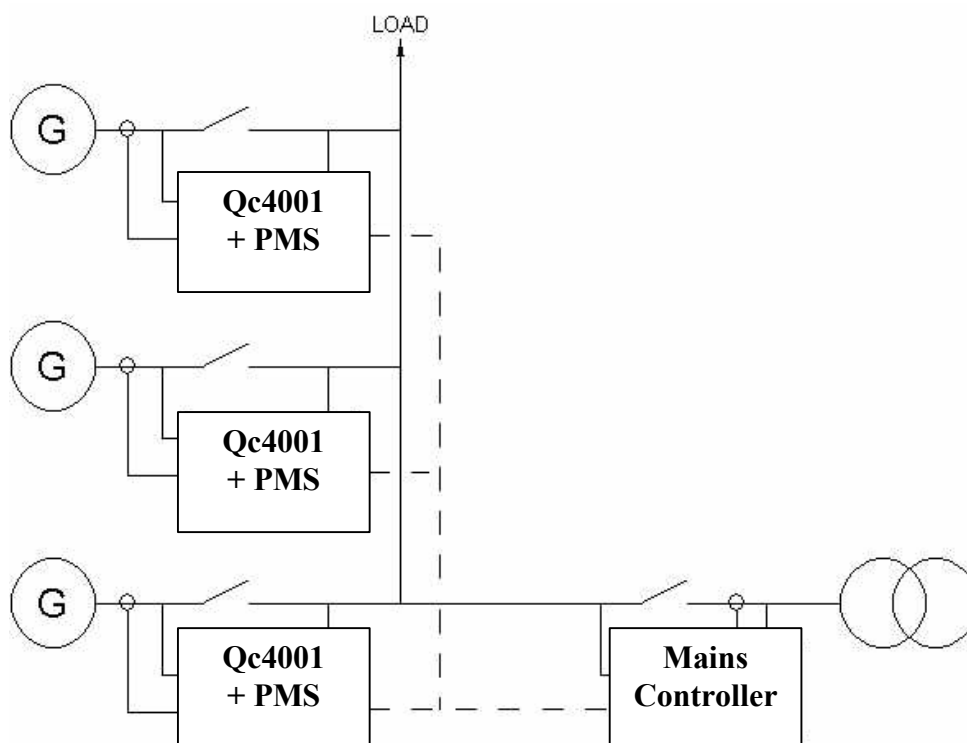 LOAD
G
Qc4001
+ PMS
G
Qc4001
+ PMS
G
Qc4001
+ PMS
Mains
Controller